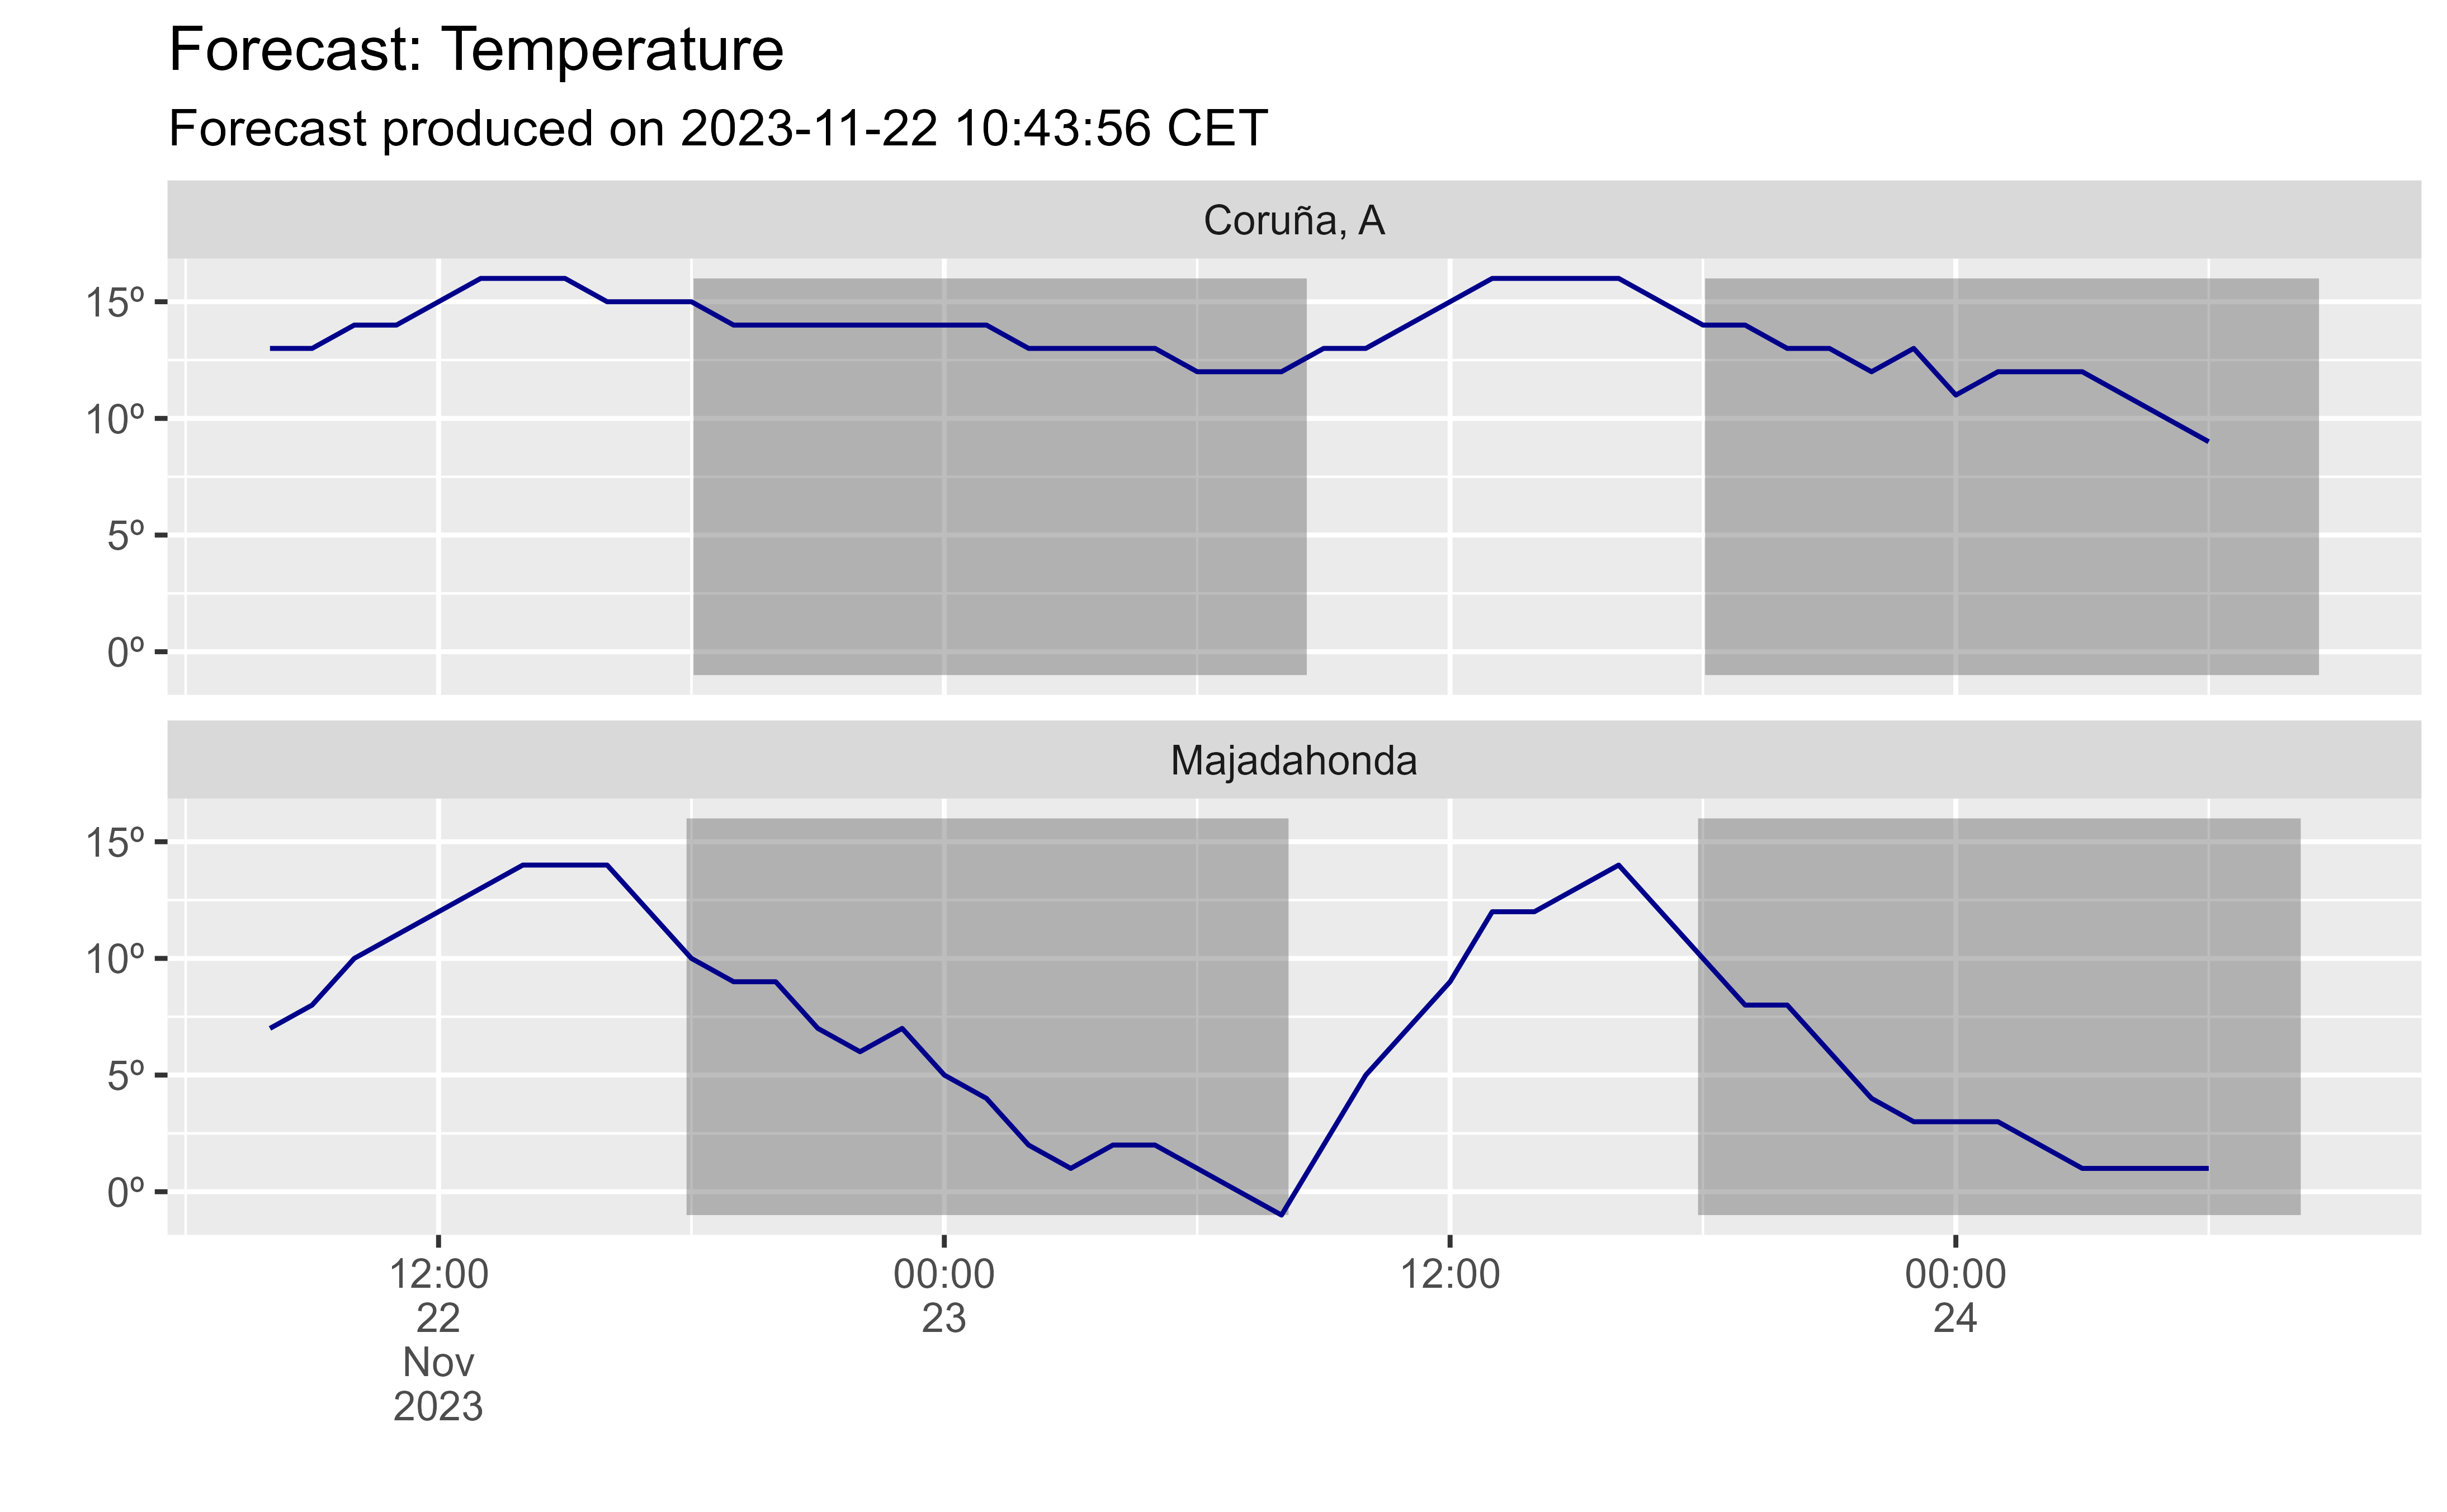 Forecast: Temperature
Forecast produced on 2023-11-22 10:43:56 CET
Coruña, A
15º
10º
5º
0º
Majadahonda
15º
10º
5º
0º
12:00 00:00 12:00 00:00
22 23 24
Nov
2023